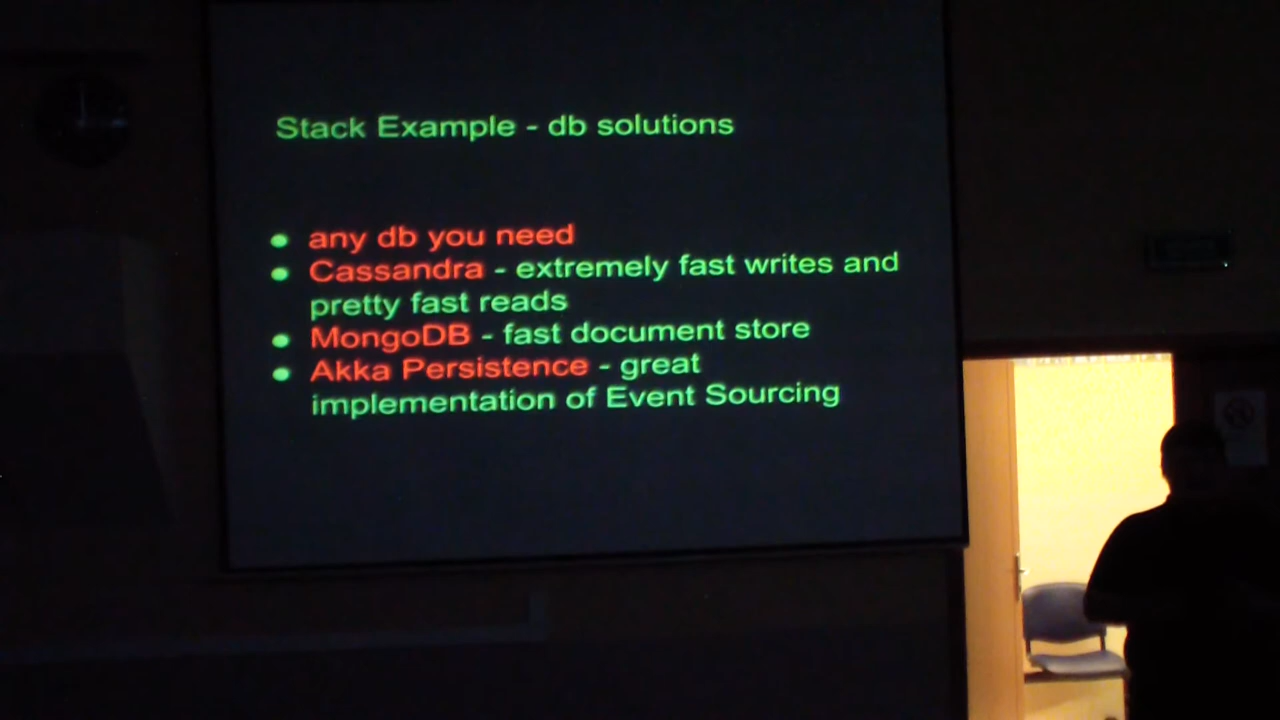 Stack Example - db solutions
● any db you need
● Cassandra - extremely fast writes and
pretty fast reads
● MongoDB - fast document store
● Akka Persistence - great
implementation of Event Sourcing